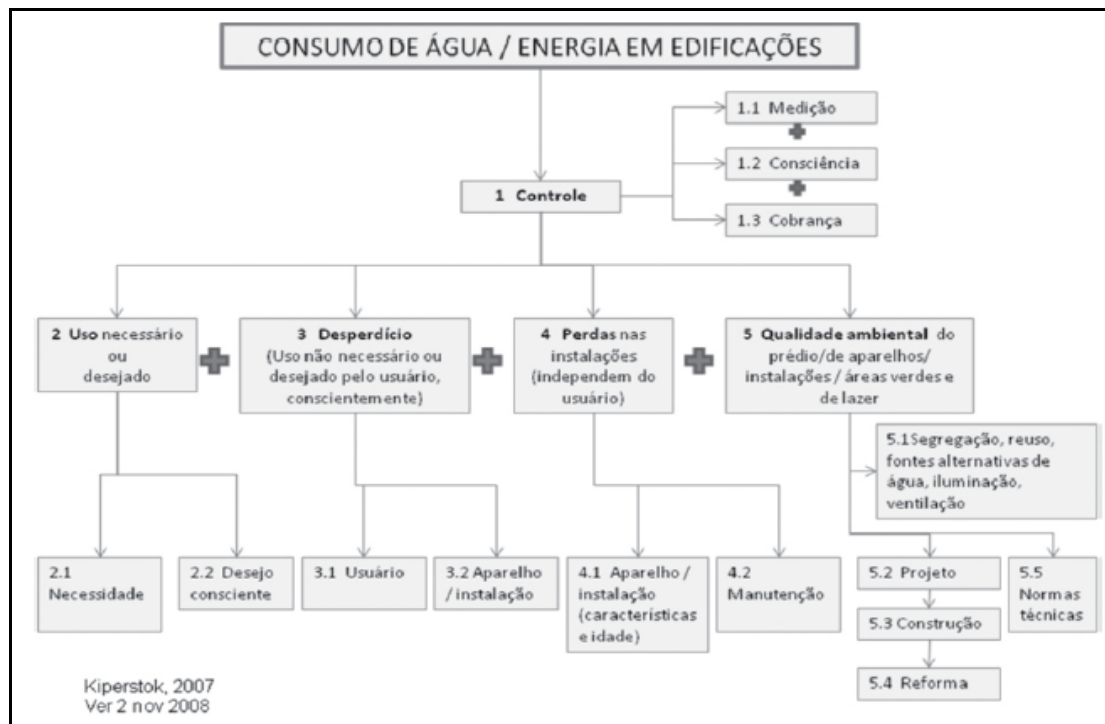 CONSUMO DE ÁGUA / ENERGIA EM EDIFICAÇÕES
1.1 Medição
1.2 Consciência
1 Controle
1.3 Cobrança
2 Uso necessário
ou
desejado
3 Desperdício
(Uso não necessário ou
desejado pelo usuário,
conscientemente)
4 Perdas nas
instalações
(independem do
usuário)
5 Qualidade ambiental do
prédio/de aparelhos/
instalações / áreas verdes e
de lazer
5.1Segregação, reuso,
fontes alternativas de
água, iluminação,
ventilação
2.1
Necessidade
2.2 Desejo
consciente
3.1 Usuário
3.2 Aparelho
/ instalação
4.1 Aparelho /
instalação
(características
e idade)
4.2
Manutenção
5.2 Projeto
5.5
Normas
técnicas
5.3 Construção
5.4 Reforma
Kiperstok, 2007
Ver 2 nov 2008